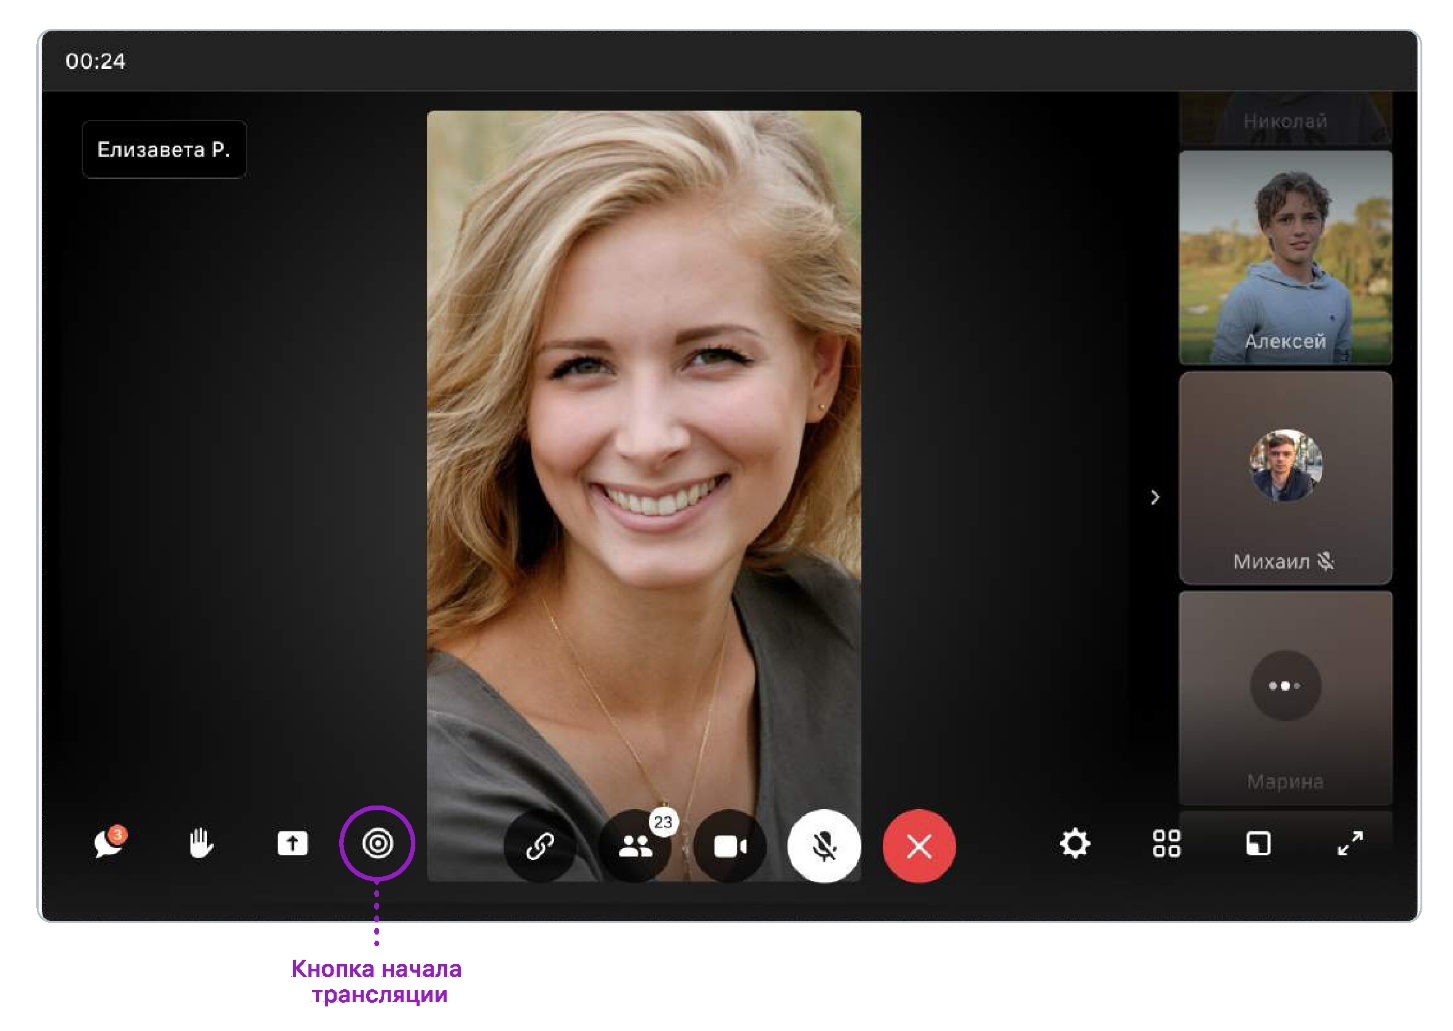 00:24
Елизавета Р.
Николай
Алексей
Михаил
Марина
3
23
Кнопка начала
трансляции